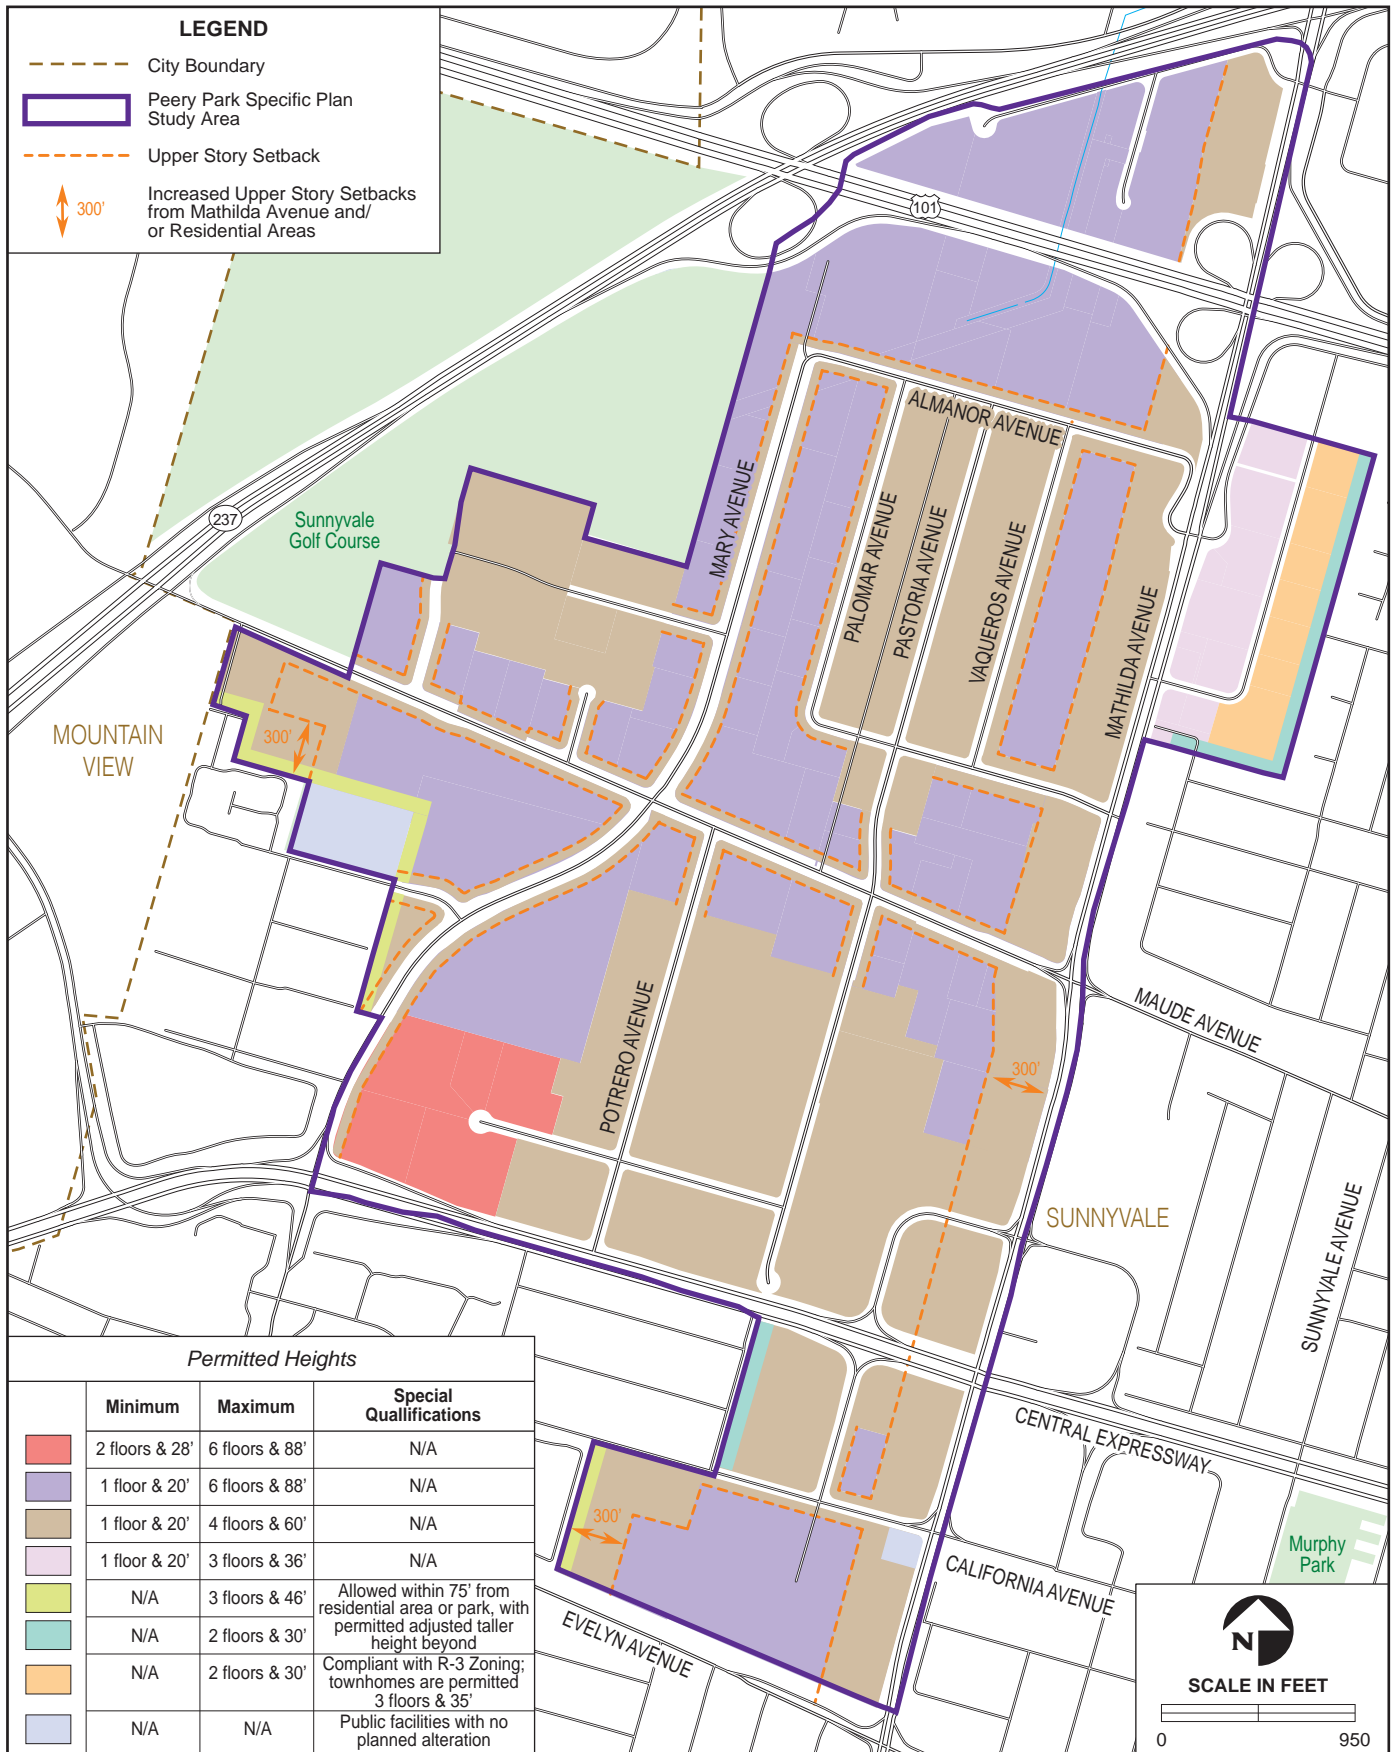 LEGEND
City Boundary
Peery Park Specific Plan
Study Area
Upper Story Setback
300'
Increased Upper Story Setbacks
from Mathilda Avenue and/
or Residential Areas
101
237
Sunnyvale
Golf Course
ALMANOR AVENUE
MARY AVENUE
PALOMAR AVENUE
PASTORIA AVENUE
VAQUEROS AVENUE
MATHILDA AVENUE
MOUNTAIN
VIEW
300'
MAUDE AVENUE
POTRERO AVENUE
300'
SUNNYVALE
SUNNYVALE AVENUE
CENTRAL EXPRESSWAY
300'
CALIFORNIA AVENUE
EVELYN AVENUE
Murphy
Park
Permitted Heights
Minimum Maximum Special
Quallifications
2 floors & 28' 6 floors & 88' N/A
1 floor & 20' 6 floors & 88' N/A
1 floor & 20' 4 floors & 60' N/A
1 floor & 20' 3 floors & 36' N/A
N/A 3 floors & 46' Allowed within 75' from
residential area or park, with
N/A 2 floors & 30' permitted adjusted taller
height beyond
N/A 2 floors & 30' Compliant with R-3 Zoning;
townhomes are permitted
3 floors & 35'
N/A N/A Public facilities with no
planned alteration
N
SCALE IN FEET
0 950